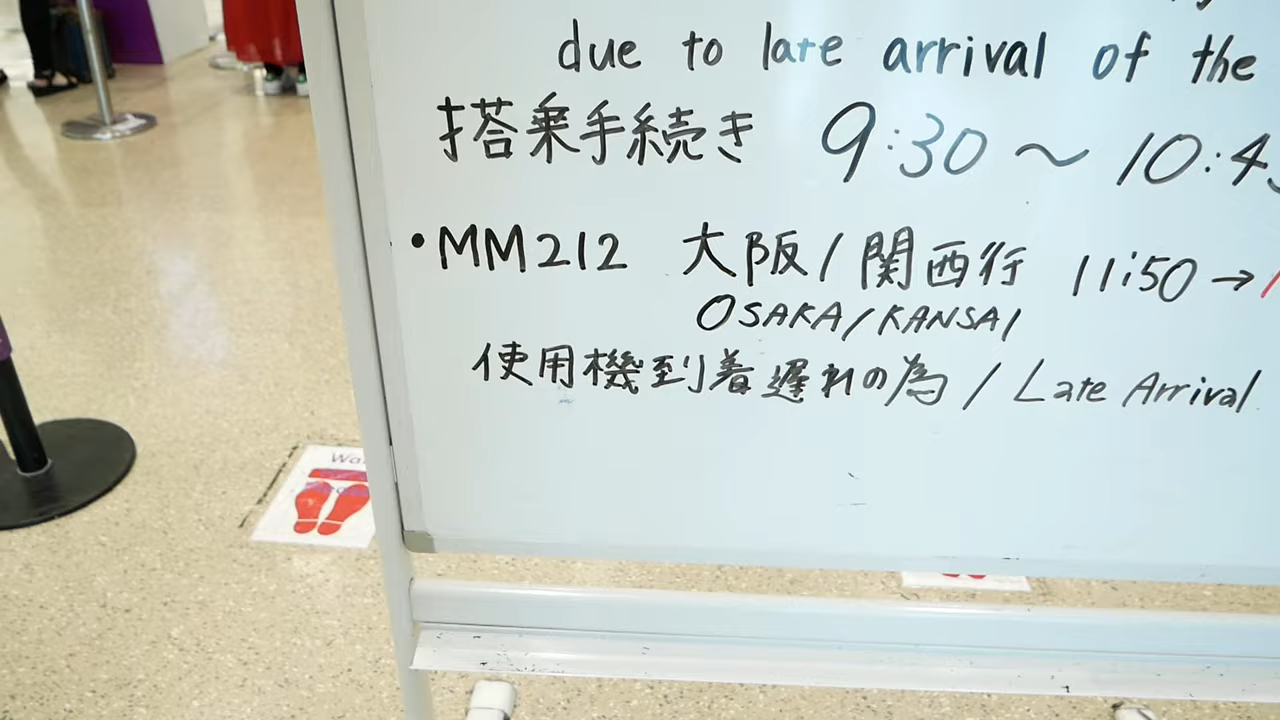 due to late arrival of the
搭乗手続き 9:30 〜 10:4
•MM212 大阪/関西行 11:50 →
OSAKA/KANSAI
使用機到着遅れの為 / Late Arrival